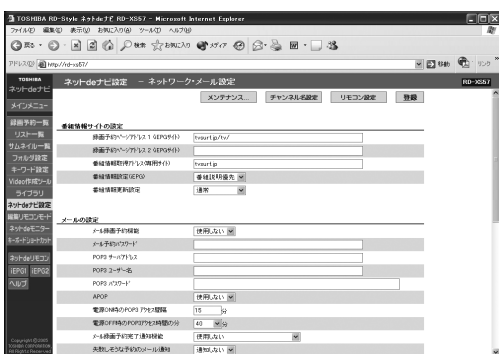 TOSHIBA RD-Style ネットdeナビ RD-XS57 - Microsoft Internet Explorer
ファイル(F) 編集(E) 表示(V) お気に入り(A) ツール(T) ヘルプ(H)
戻る 検索 お気に入り メディア
アドレス(D) http://rd-xs57/ 移動 リンク
TOSHIBA
ネットdeナビ
ネットdeナビ設定 - ネットワーク・メール設定
RD-XS57
メンテナンス... チャンネル名設定 リモコン設定 登録
メインメニュー
録画予約一覧
リスト一覧
サムネイル一覧
フォルダ設定
キーワード設定
Video作成ツール
ライブラリ
ネットdeナビ設定
編集リモコンモード
ネットdeモニター
キーボードショートカット
ネットdeリモコン
iEPG1 iEPG2
ヘルプ
Copyright ©2005
TOSHIBA CORPORATION,
All Rights Reserved
番組情報サイトの設定
録画予約ページアドレス 1 (iEPGサイト) tvsurf.jp/tv/
録画予約ページアドレス 2 (iEPGサイト)
番組情報取得アドレス(専用サイト) tvsurf.jp
番組情報設定(iEPG) 番組説明優先
番組情報更新設定 通常
メールの設定
メール録画予約機能 使用しない
メール予約パスワード
POP3 サーバアドレス
POP3 ユーザー名
POP3 パスワード
APOP 使用しない
電源ON時のPOP3 アクセス間隔 15 分
電源OFF時のPOP3アクセス時間の分 40 分
メール録画予約完了通知機能 使用しない
失敗しそうな予約のメール通知 通知しない